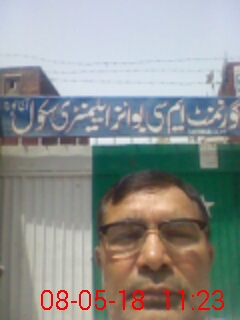 گورنمنٹ ایم سی بوائز ایلیمنٹری سکول
08-05-18 11:23